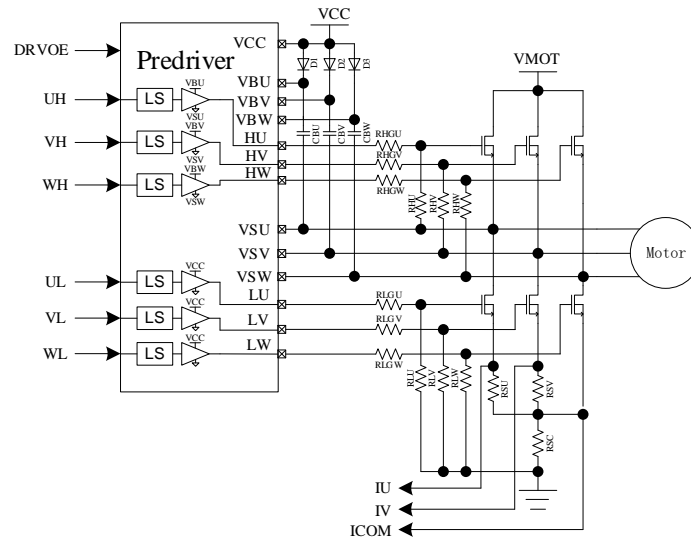 VCC
VMOT
DRVOE
Predriver
VCC
D1
D2
D3
UH
LS
VBU
VSU
VBU
VBV
VBW
CBU
CBV
CBW
VH
LS
VBV
VSV
HU
HV
RHGU
RHGV
WH
LS
VBW
VSW
HW
RHGW
RHU
RHV
RHW
VSU
VSV
VSW
Motor
UL
LS
VCC
LU
RLGU
VL
LS
VCC
LV
RLGV
WL
LS
VCC
LW
RLGW
RLU
RLV
RLW
RSU
RSV
RSC
IU
IV
ICOM